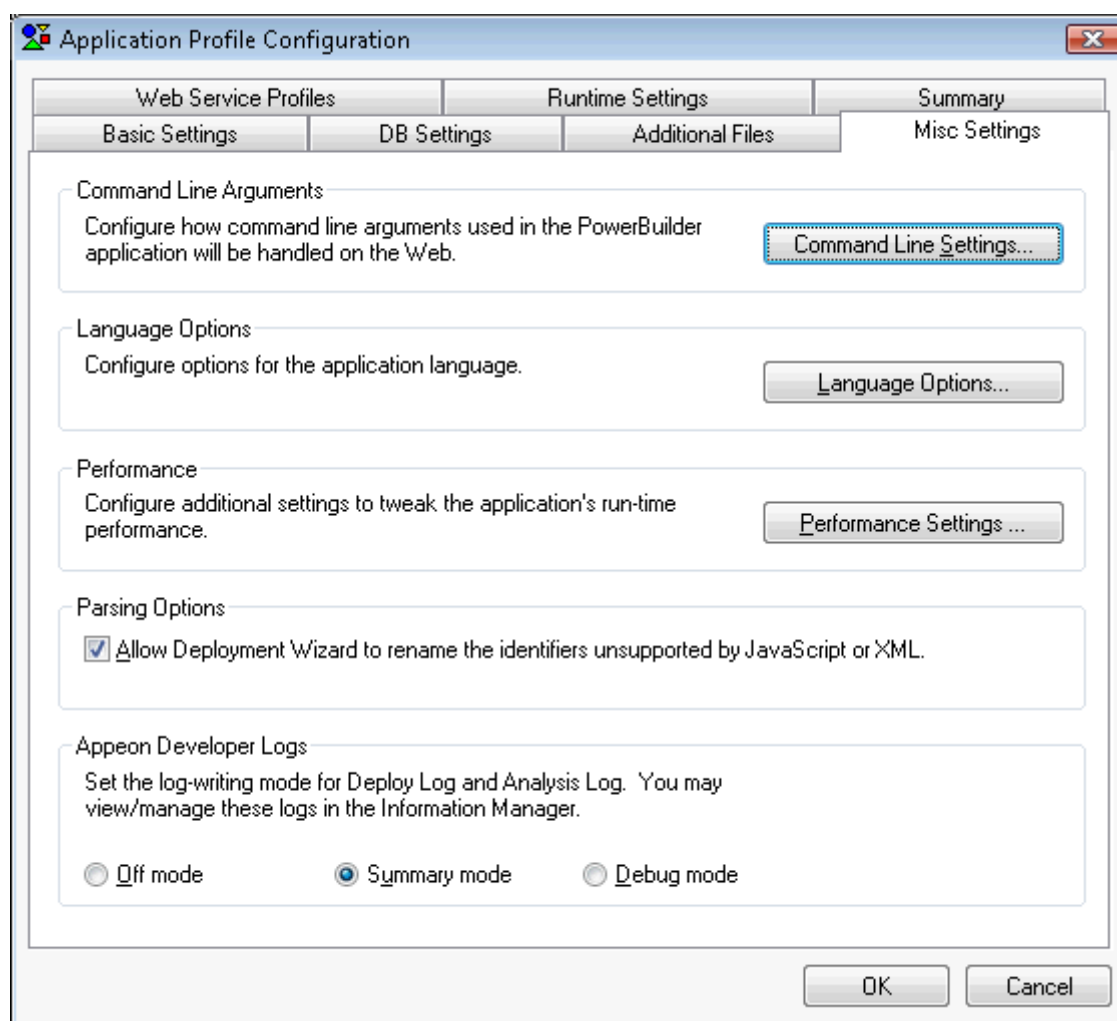 Application Profile Configuration
Web Service Profiles
Runtime Settings
Summary
Basic Settings
DB Settings
Additional Files
Misc Settings
Command Line Arguments
Configure how command line arguments used in the PowerBuilder
application will be handled on the Web.
Command Line Settings...
Language Options
Configure options for the application language.
Language Options...
Performance
Configure additional settings to tweak the application's run-time
performance.
Performance Settings ...
Parsing Options
Allow Deployment Wizard to rename the identifiers unsupported by JavaScript or XML.
Appeon Developer Logs
Set the log-writing mode for Deploy Log and Analysis Log. You may
view/manage these logs in the Information Manager.
Off mode
Summary mode
Debug mode
OK
Cancel